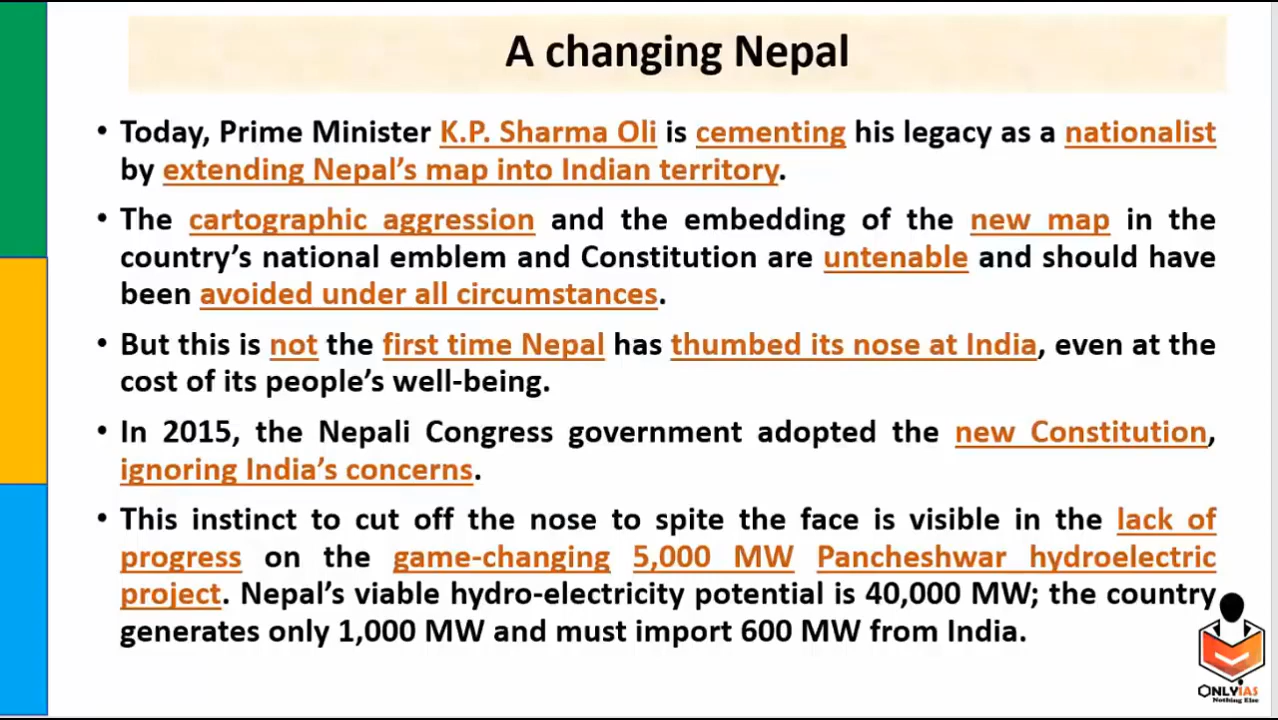 A changing Nepal
• Today, Prime Minister K.P. Sharma Oli is cementing his legacy as a nationalist
by extending Nepal's map into Indian territory.
• The cartographic aggression and the embedding of the new map in the
country's national emblem and Constitution are untenable and should have
been avoided under all circumstances.
• But this is not the first time Nepal has thumbed its nose at India, even at the
cost of its people's well-being.
• In 2015, the Nepali Congress government adopted the new Constitution,
ignoring India's concerns.
• This instinct to cut off the nose to spite the face is visible in the lack of
progress on the game-changing 5,000 MW Pancheshwar hydroelectric
project. Nepal's viable hydro-electricity potential is 40,000 MW; the country
generates only 1,000 MW and must import 600 MW from India.
ONLYIAS
Nothing Else